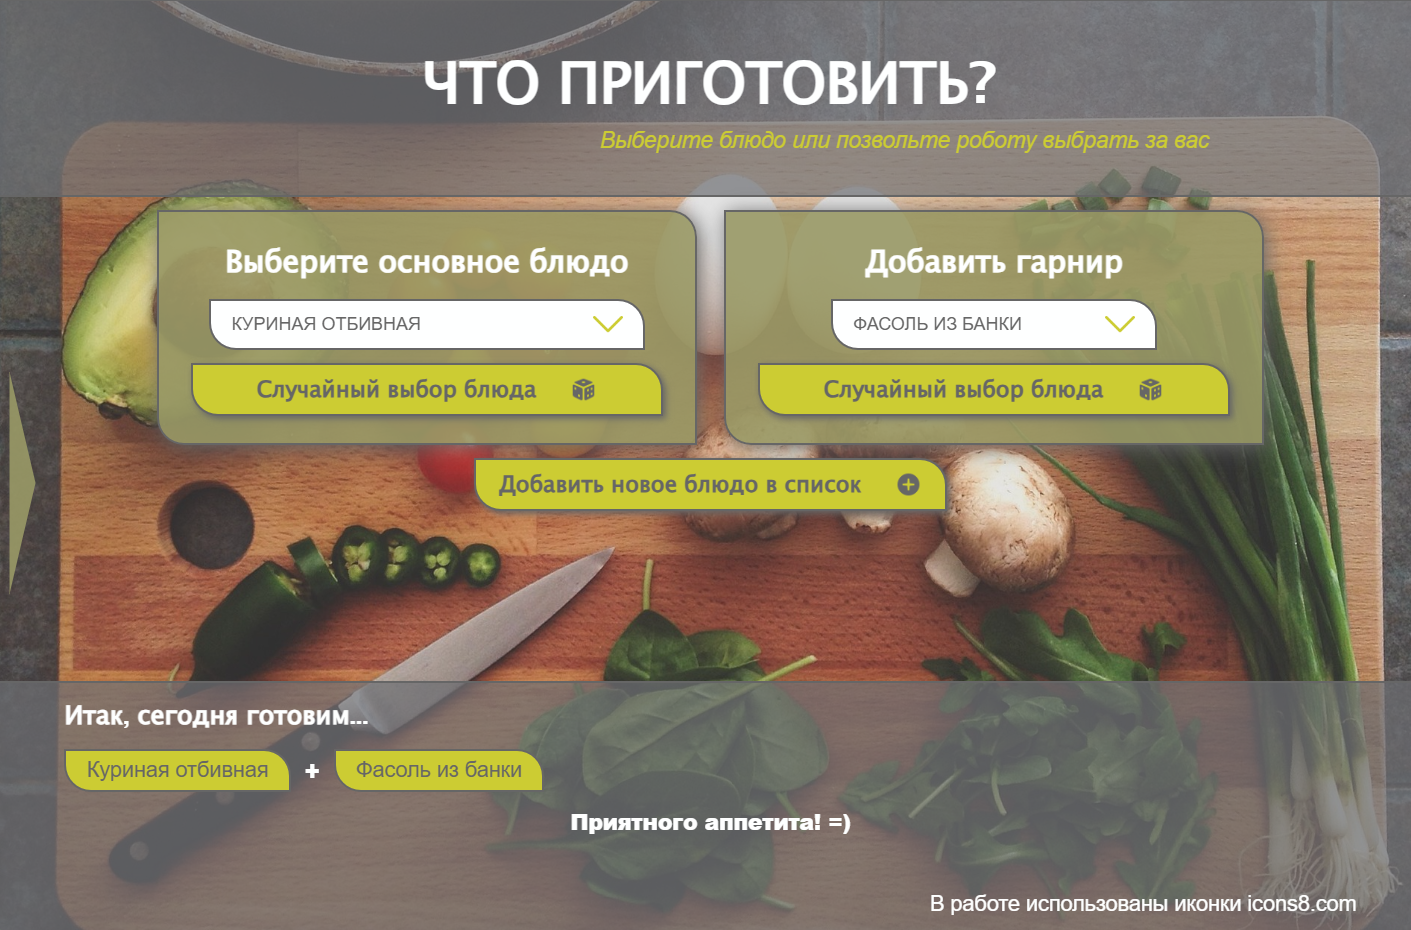 ЧТО ПРИГОТОВИТЬ?
Выберите блюдо или позвольте роботу выбрать за вас
Выберите основное блюдо
КУРИНАЯ ОТБИВНАЯ
Случайный выбор блюда
Добавить гарнир
ФАСОЛЬ ИЗ БАНКИ
Случайный выбор блюда
Добавить новое блюдо в список
Итак, сегодня готовим...
Куриная отбивная + Фасоль из банки
Приятного аппетита! =)
В работе использованы иконки icons8.com